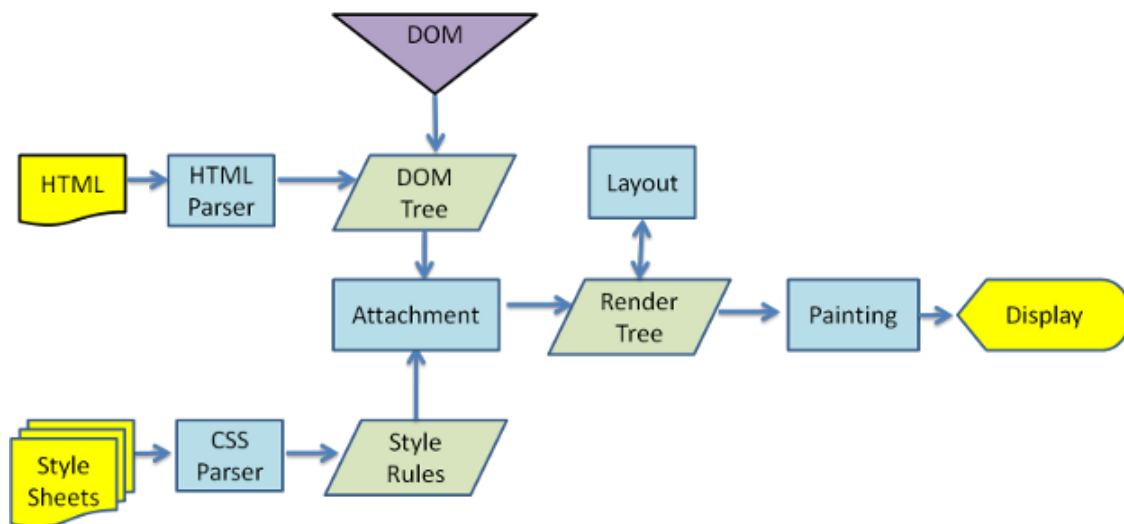 DOM
HTML
HTML
Parser
DOM
Tree
Layout
Attachment
Render
Tree
Painting
Display
Style
Sheets
CSS
Parser
Style
Rules